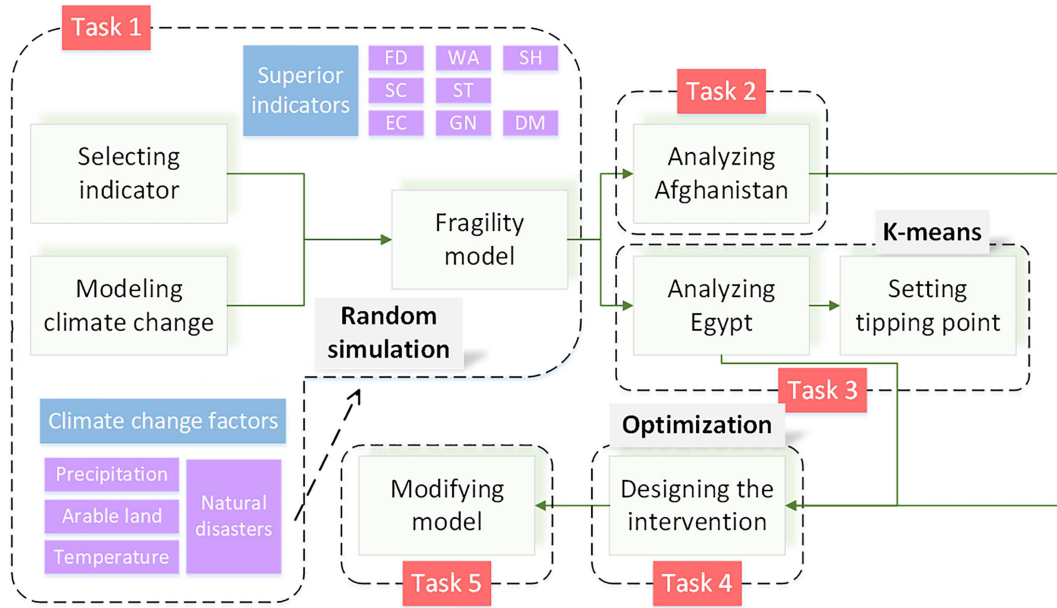 Task 1
Superior
indicators
FD WA SH
SC ST
EC GN DM
Selecting
indicator
Modeling
climate change
Fragility
model
Random
simulation
Climate change factors
Precipitation
Arable land
Temperature
Natural
disasters
Task 2
Analyzing
Afghanistan
K-means
Analyzing
Egypt
Setting
tipping point
Task 3
Optimization
Designing the
intervention
Task 4
Modifying
model
Task 5